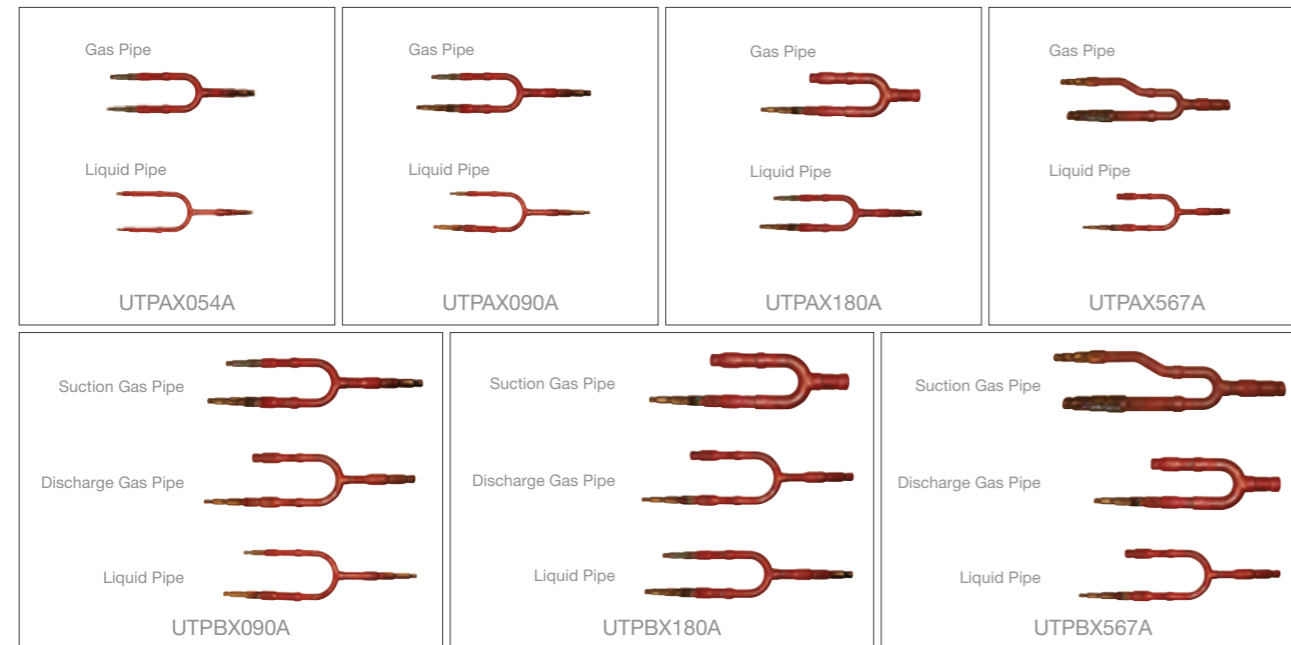 Gas Pipe
Liquid Pipe
UTPAX054A
Gas Pipe
Liquid Pipe
UTPAX090A
Gas Pipe
Liquid Pipe
UTPAX180A
Gas Pipe
Liquid Pipe
UTPAX567A
Suction Gas Pipe
Discharge Gas Pipe
Liquid Pipe
UTPBX090A
Suction Gas Pipe
Discharge Gas Pipe
Liquid Pipe
UTPBX180A
Suction Gas Pipe
Discharge Gas Pipe
Liquid Pipe
UTPBX567A